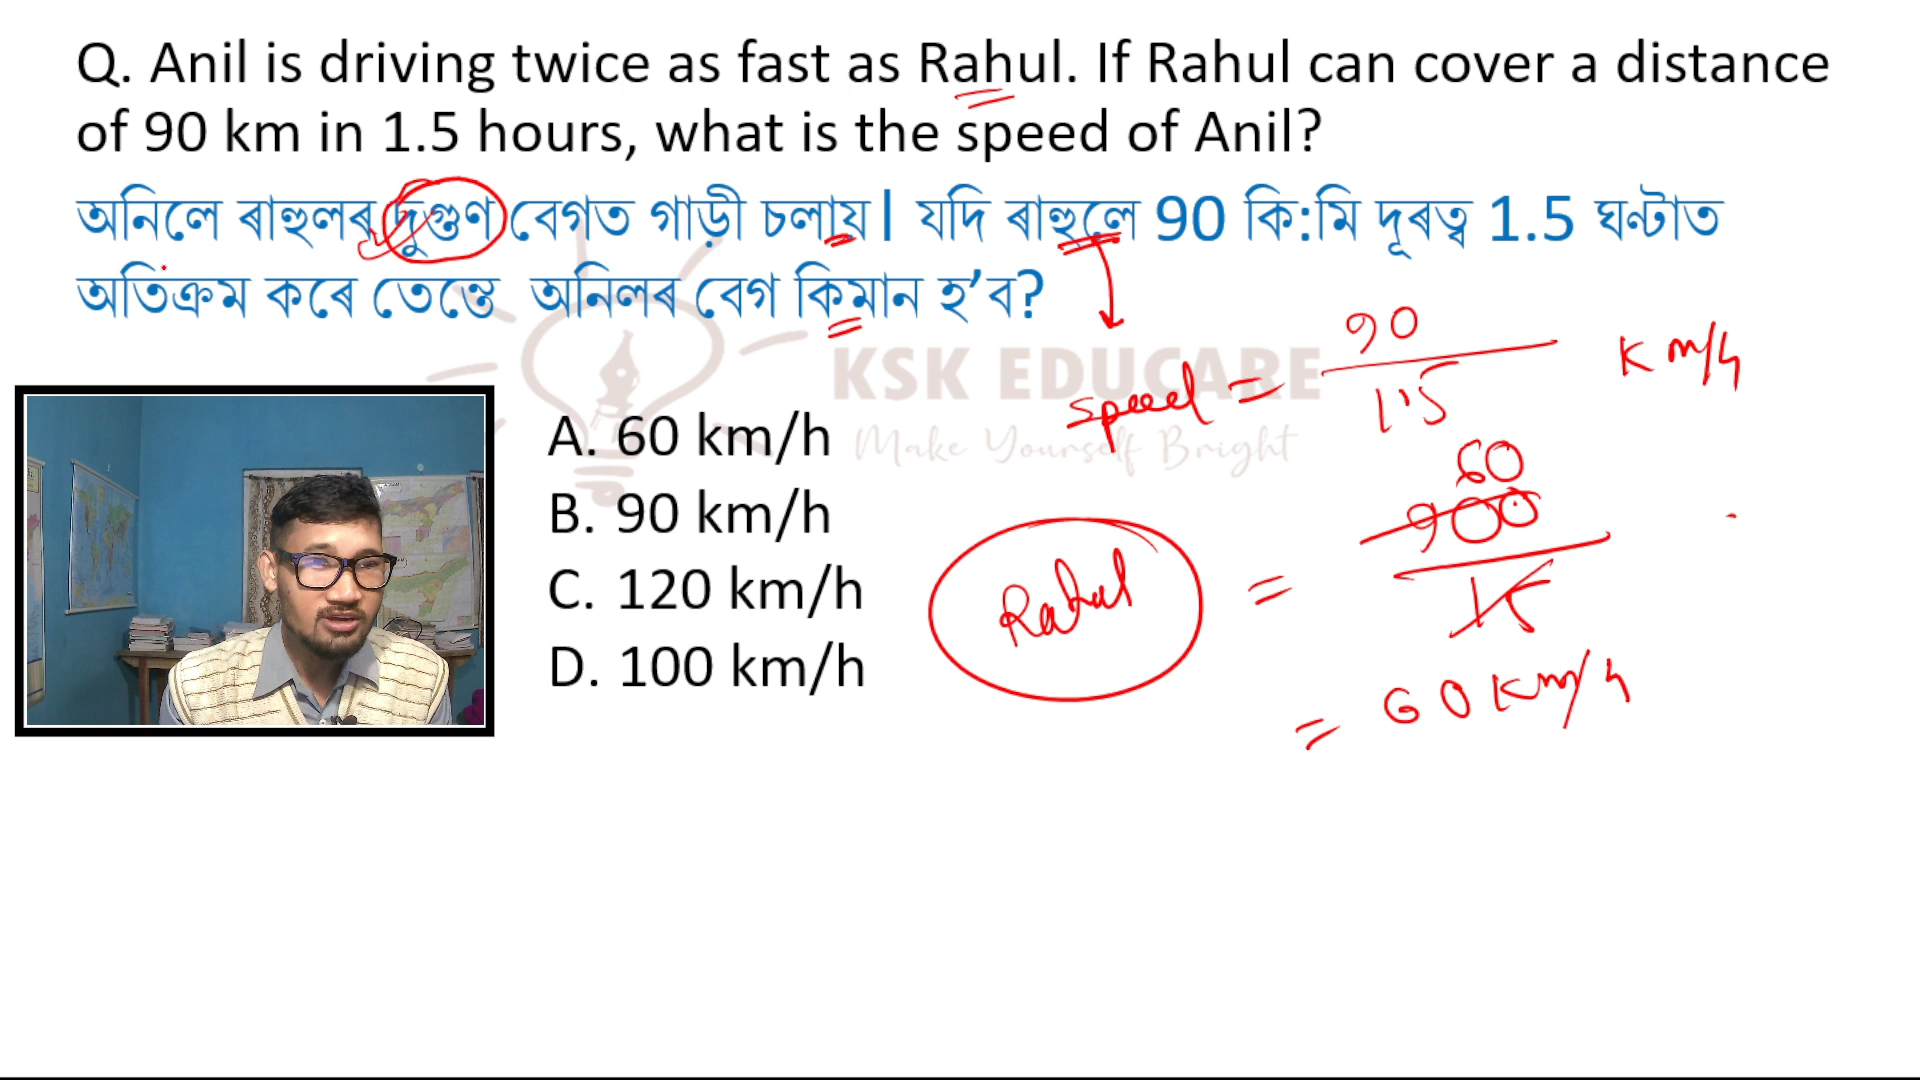 Q. Anil is driving twice as fast as Rahul. If Rahul can cover a distance
of 90 km in 1.5 hours, what is the speed of Anil?
অনিলে ৰাহুলৰ দুগুণ বেগত গাড়ী চলায়। যদি ৰাহুলে 90 কি:মি দূৰত্ব 1.5 ঘণ্টাত
অতিক্ৰম কৰে তেন্তে অনিলৰ বেগ কিমান হ’ব?
KSK EDUCARE
Make Yourself Bright
A. 60 km/h
B. 90 km/h
C. 120 km/h
D. 100 km/h
speed = 90 / 1.5 km/h
60
Rahul = 900 / 15
= 60 km/h